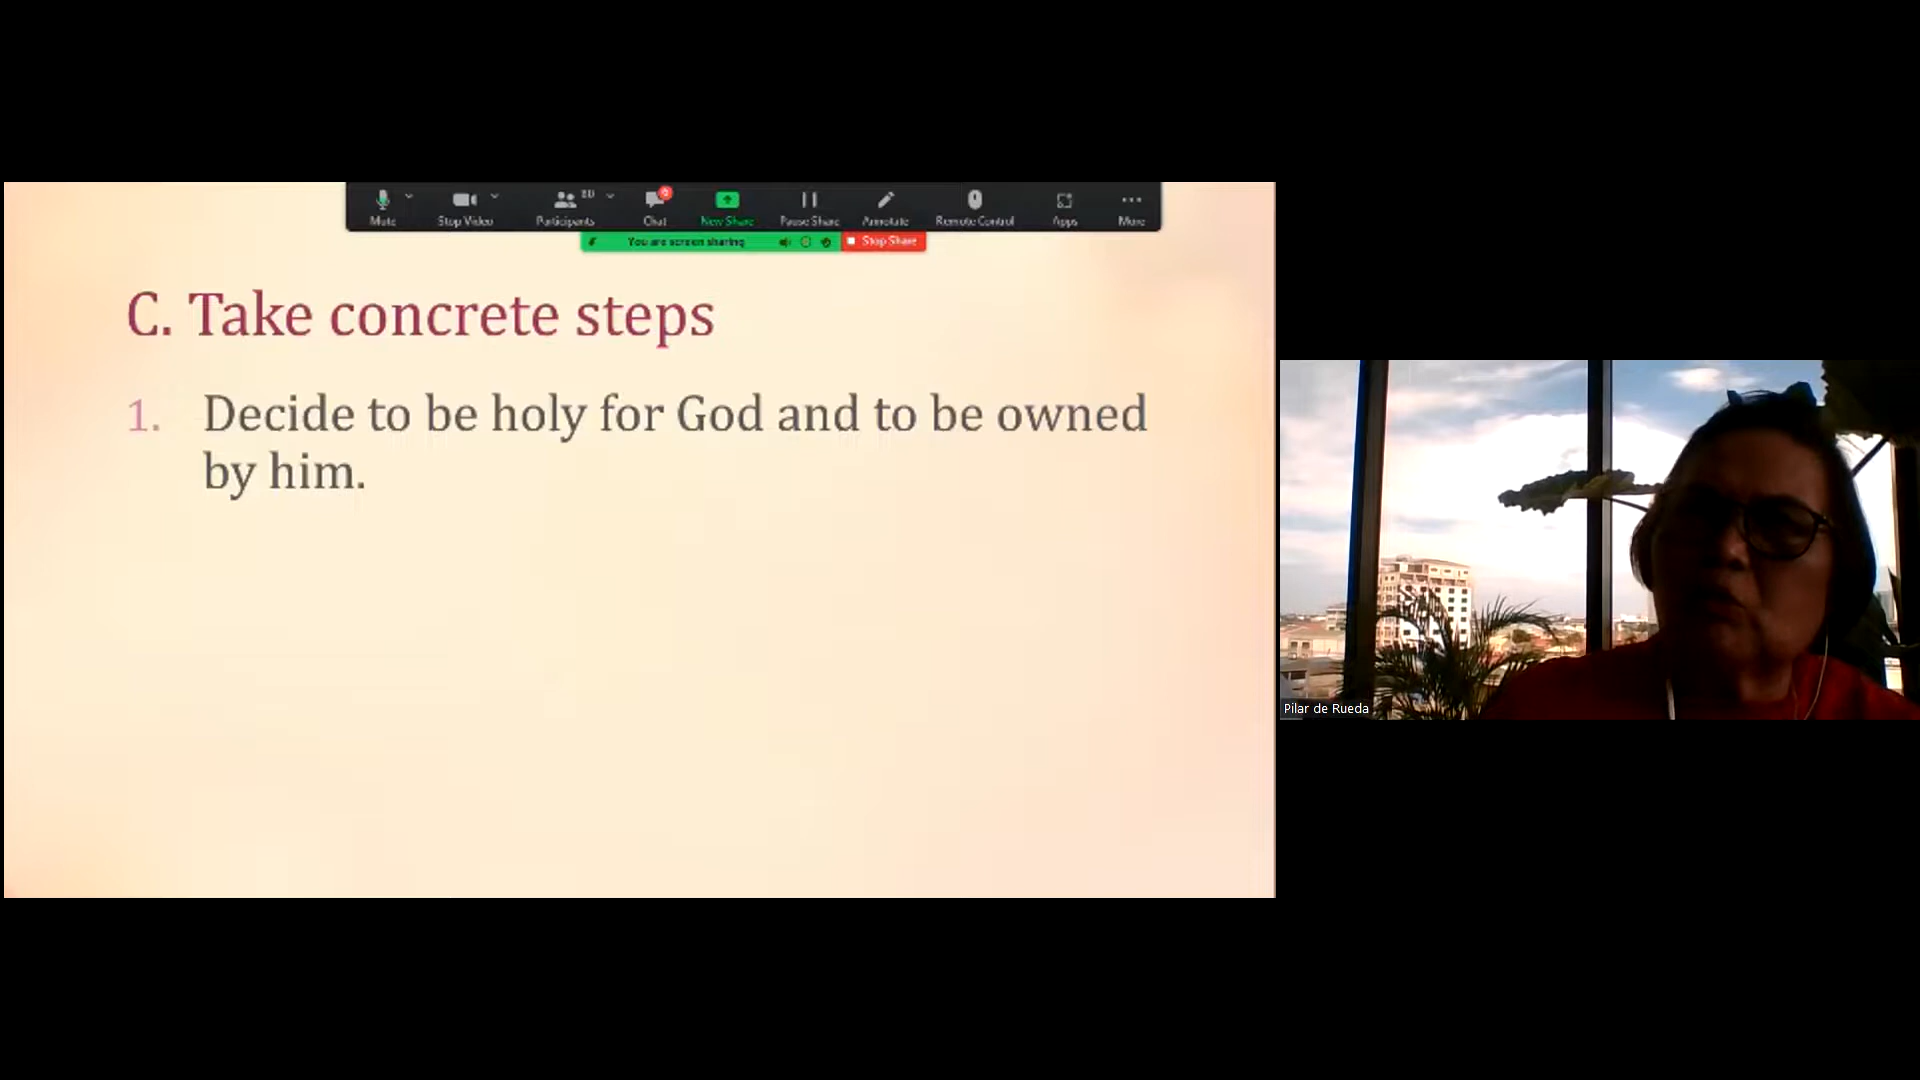 Mute
Stop Video
Participants
Chat
New Share
Pause Share
Annotate
Remote Control
Apps
More
You are screen sharing
Stop Share
C. Take concrete steps
1. Decide to be holy for God and to be owned
by him.
Pilar de Rueda